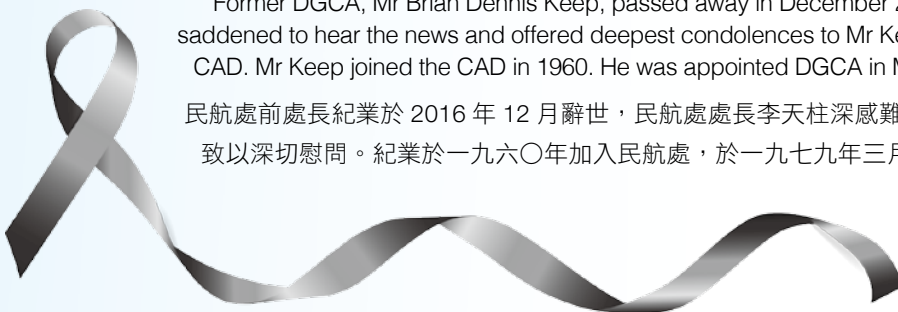 Former DGCA, Mr Brian Dennis Keep, passed away in December
saddened to hear the news and offered deepest condolences to Mr
CAD. Mr Keep joined the CAD in 1960. He was appointed DGCA in
民航處前處長紀業於 2016 年 12 月辭世，民航處處長李天柱深感難
致以深切慰問。紀業於一九六〇年加入民航處，於一九七九年三月